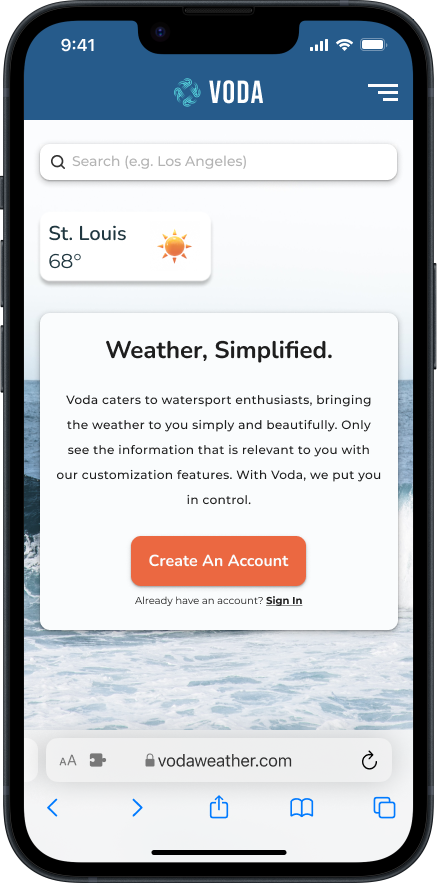 9:41
VODA
Search (e.g. Los Angeles)
St. Louis
68°
Weather, Simplified.
Voda caters to watersport enthusiasts, bringing
the weather to you simply and beautifully. Only
see the information that is relevant to you with
our customization features. With Voda, we put you
in control.
Create An Account
Already have an account? Sign In
AA
vodaweather.com